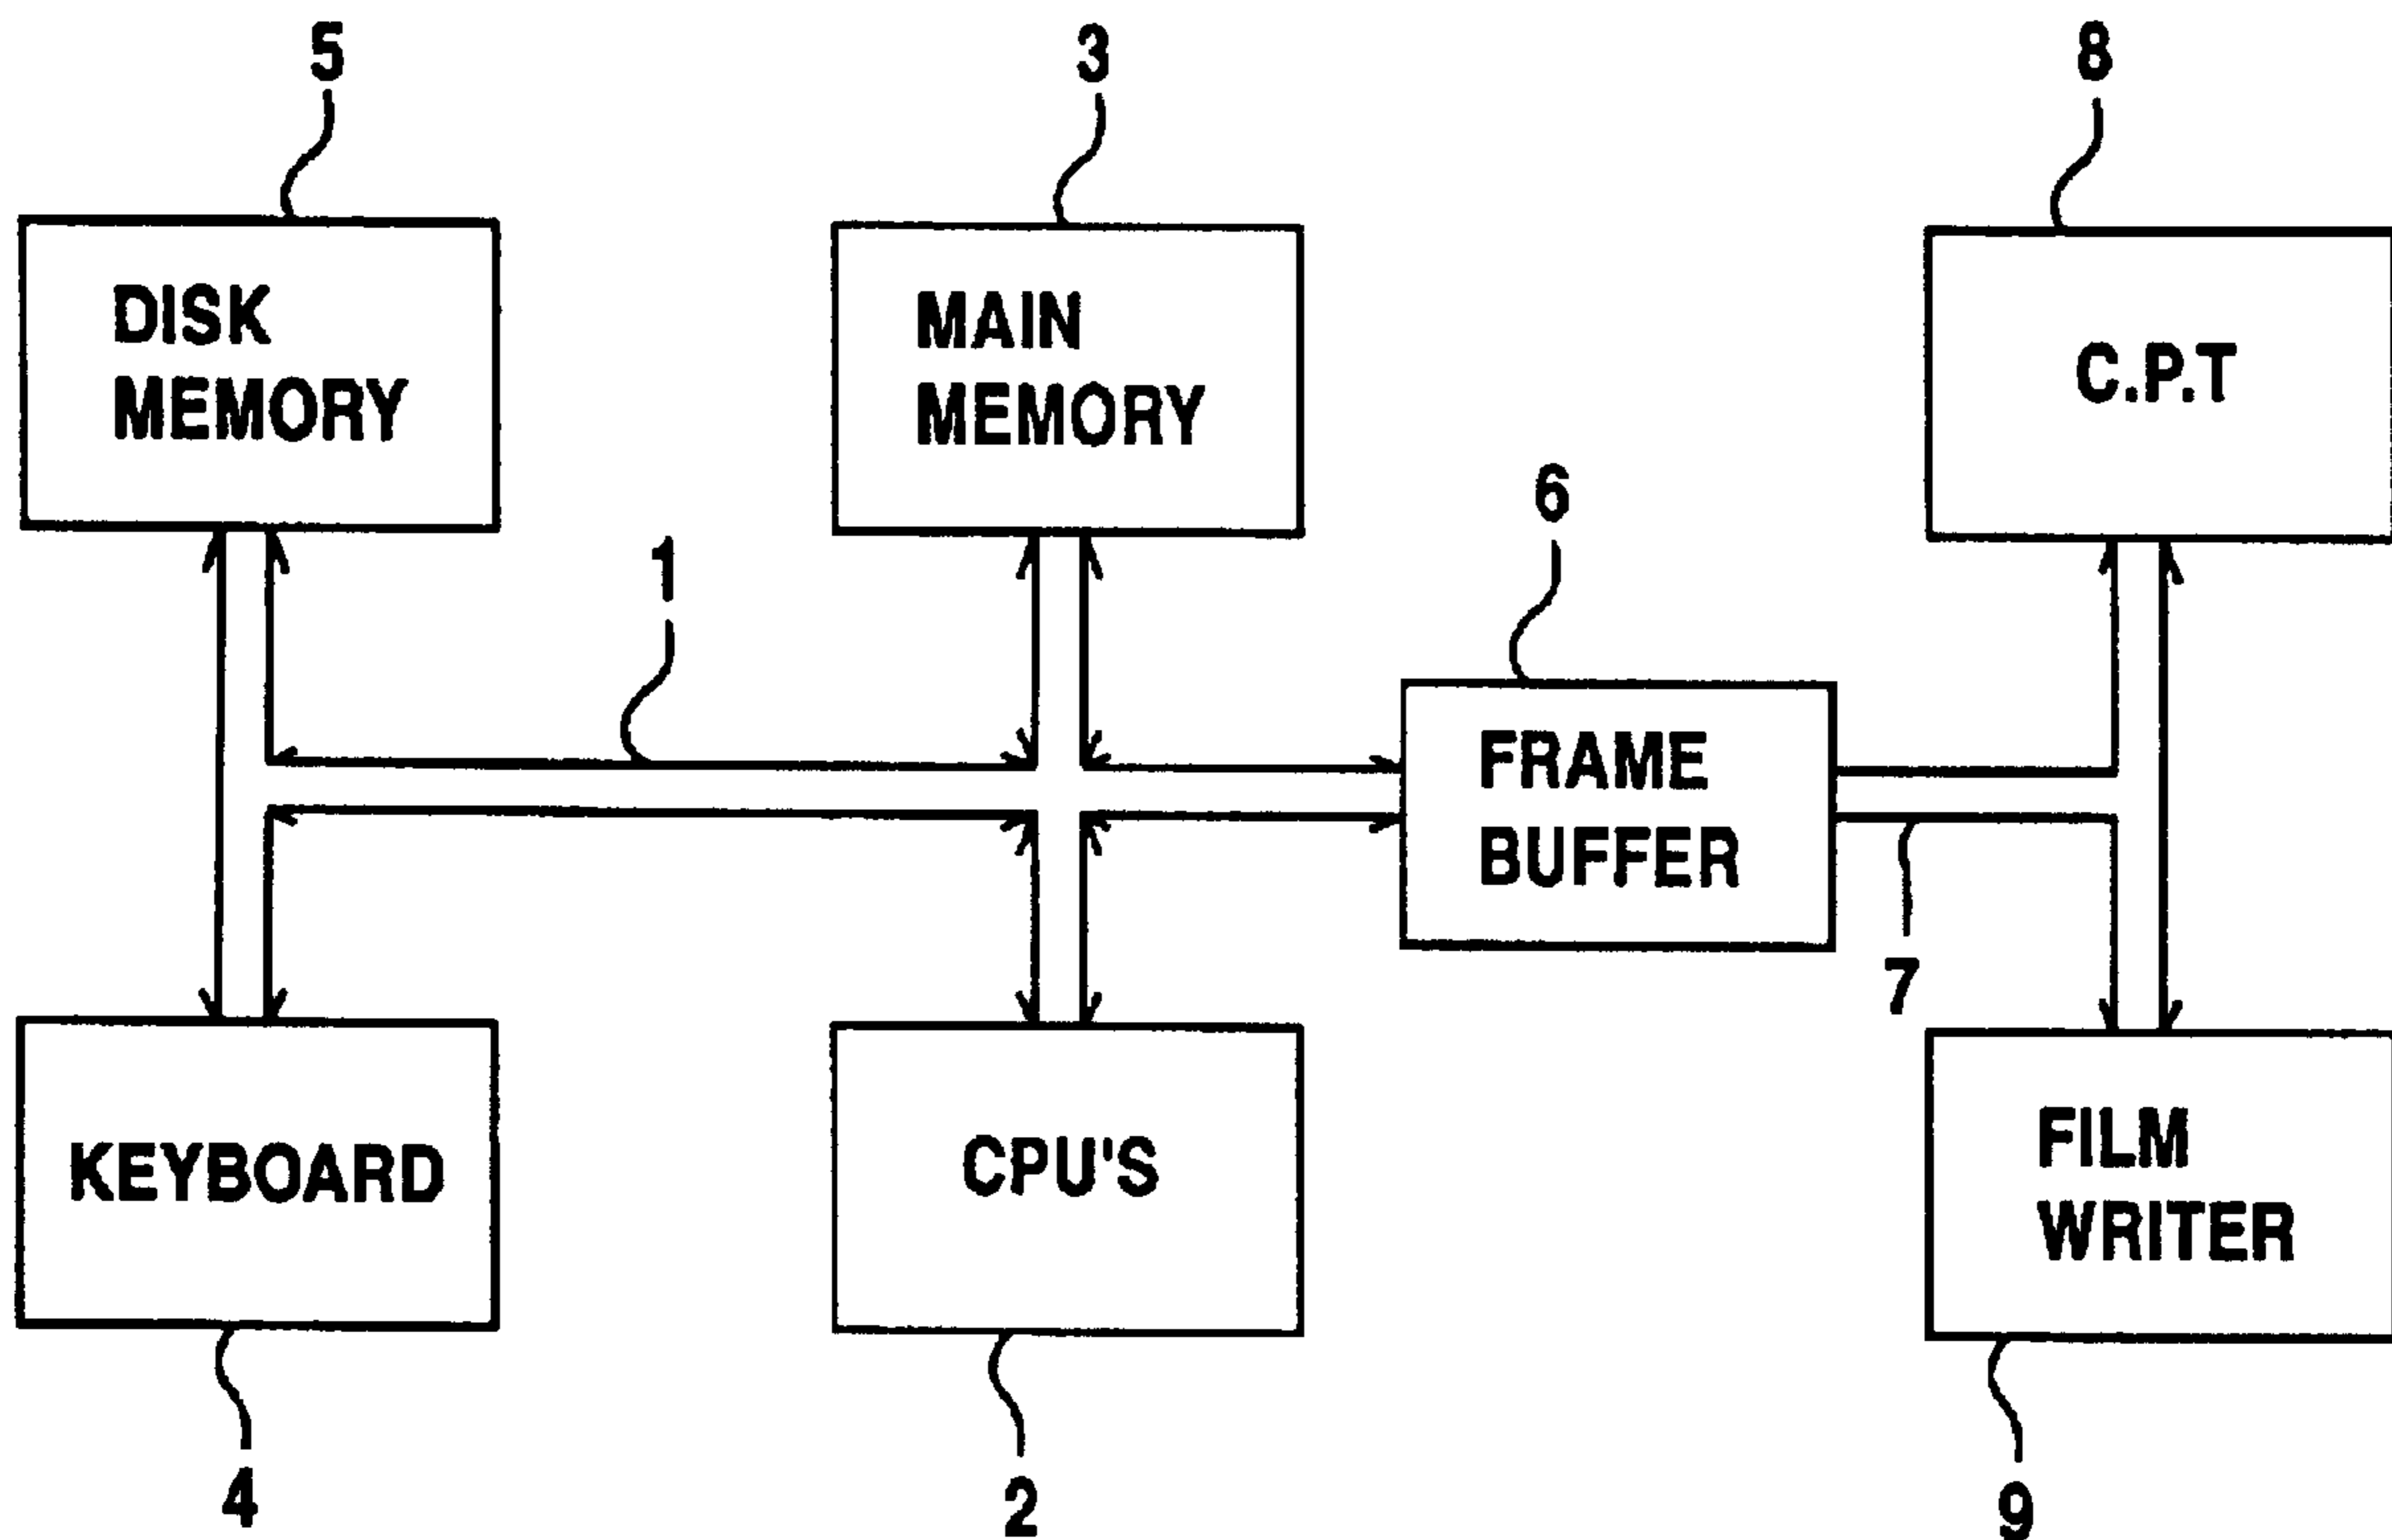 5
3
8
DISK
MEMORY
MAIN
MEMORY
C.P.T
1
6
FRAME
BUFFER
7
KEYBOARD
CPU'S
FILM
WRITER
4
2
9